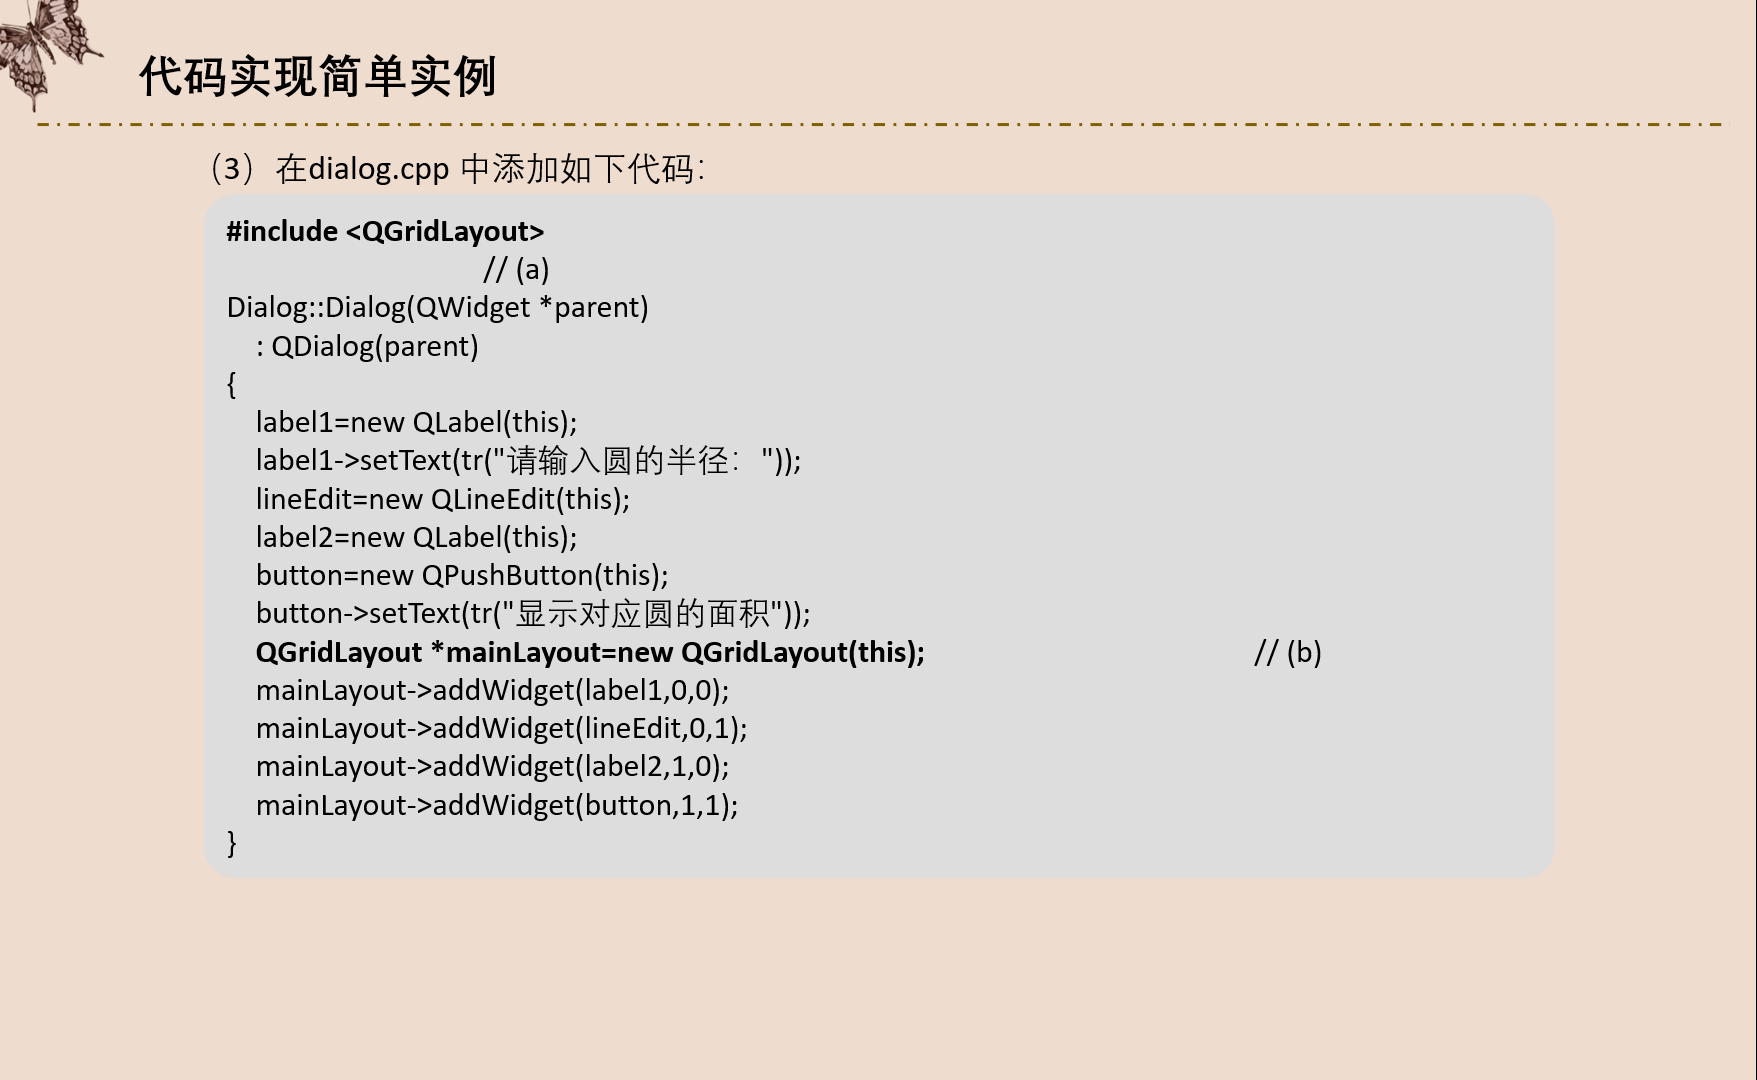 代码实现简单实例
（3）在dialog.cpp 中添加如下代码：
#include <QGridLayout>
// (a)
Dialog::Dialog(QWidget *parent)
: QDialog(parent)
{
label1=new QLabel(this);
label1->setText(tr("请输入圆的半径："));
lineEdit=new QLineEdit(this);
label2=new QLabel(this);
button=new QPushButton(this);
button->setText(tr("显示对应圆的面积"));
QGridLayout *mainLayout=new QGridLayout(this); // (b)
mainLayout->addWidget(label1,0,0);
mainLayout->addWidget(lineEdit,0,1);
mainLayout->addWidget(label2,1,0);
mainLayout->addWidget(button,1,1);
}